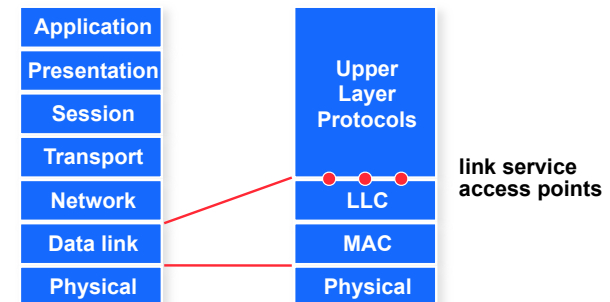 Application
Presentation
Session
Transport
Network
Data link
Physical
Upper
Layer
Protocols
LLC
MAC
Physical
link service
access points